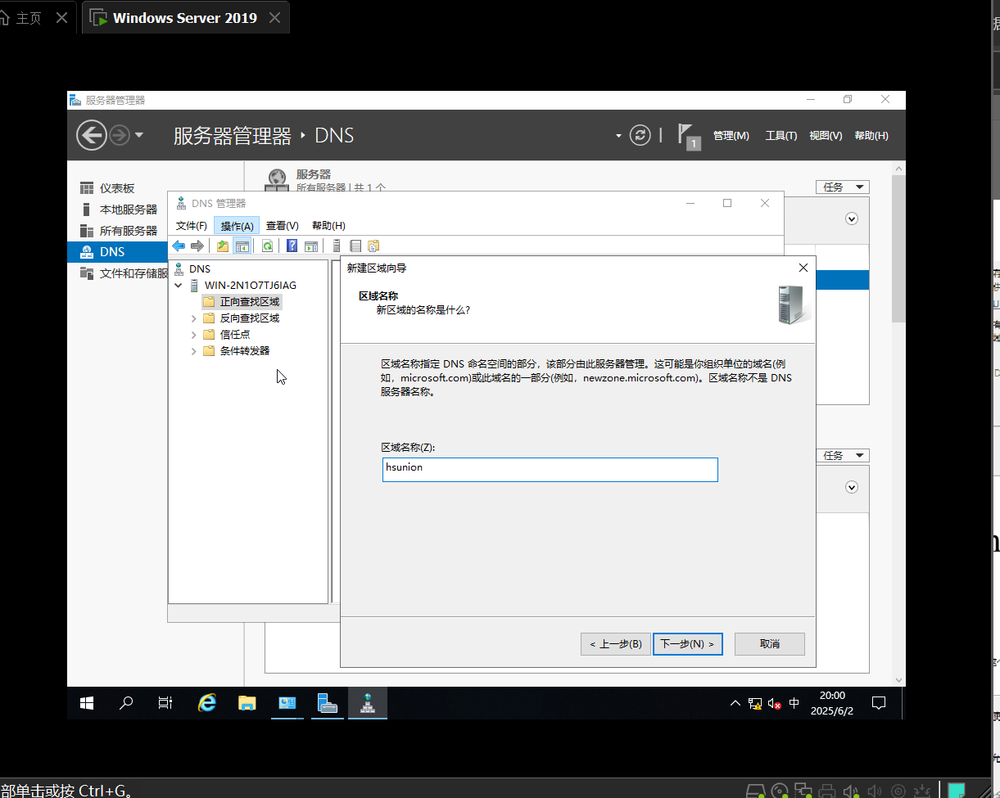 主页
Windows Server 2019
服务器管理器
服务器管理器 ‣ DNS
1
管理(M) 工具(T) 视图(V) 帮助(H)
仪表板
本地服务器
所有服务器
DNS
文件和存储服
服务器
所有服务器 | 共 1 个
任务
DNS 管理器
文件(F) 操作(A) 查看(V) 帮助(H)
DNS
WIN-2N1O7TJ6IAG
正向查找区域
反向查找区域
信任点
条件转发器
新建区域向导
区域名称
新区域的名称是什么?
区域名称指定 DNS 命名空间的部分，该部分由此服务器管理。这可能是你组织单位的域名(例
如，microsoft.com)或此域名的一部分(例如，newzone.microsoft.com)。区域名称不是 DNS
服务器名称。
区域名称(Z):
hsunion
< 上一步(B) 下一步(N) > 取消
任务
中
20:00
2025/6/2
部单击或按 Ctrl+G。